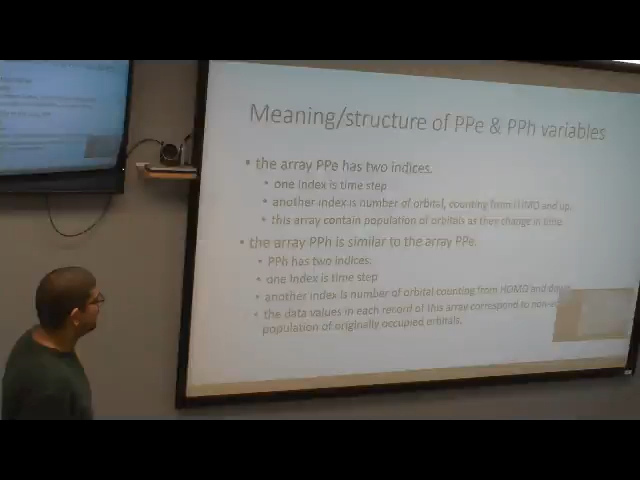 Meaning/structure of PPe & PPh variables
• the array PPe has two indices.
• one index is time step
• another index is number of orbital, counting from and up.
• this array contain population of orbitals as they change in time.
• the array PPh is similar to the array PPe.
• PPh has two indices:
• one index is time step
• another index is number of orbital counting from HOMO and
• the data values in each record of this array correspond to
population of originally occupied orbitals.